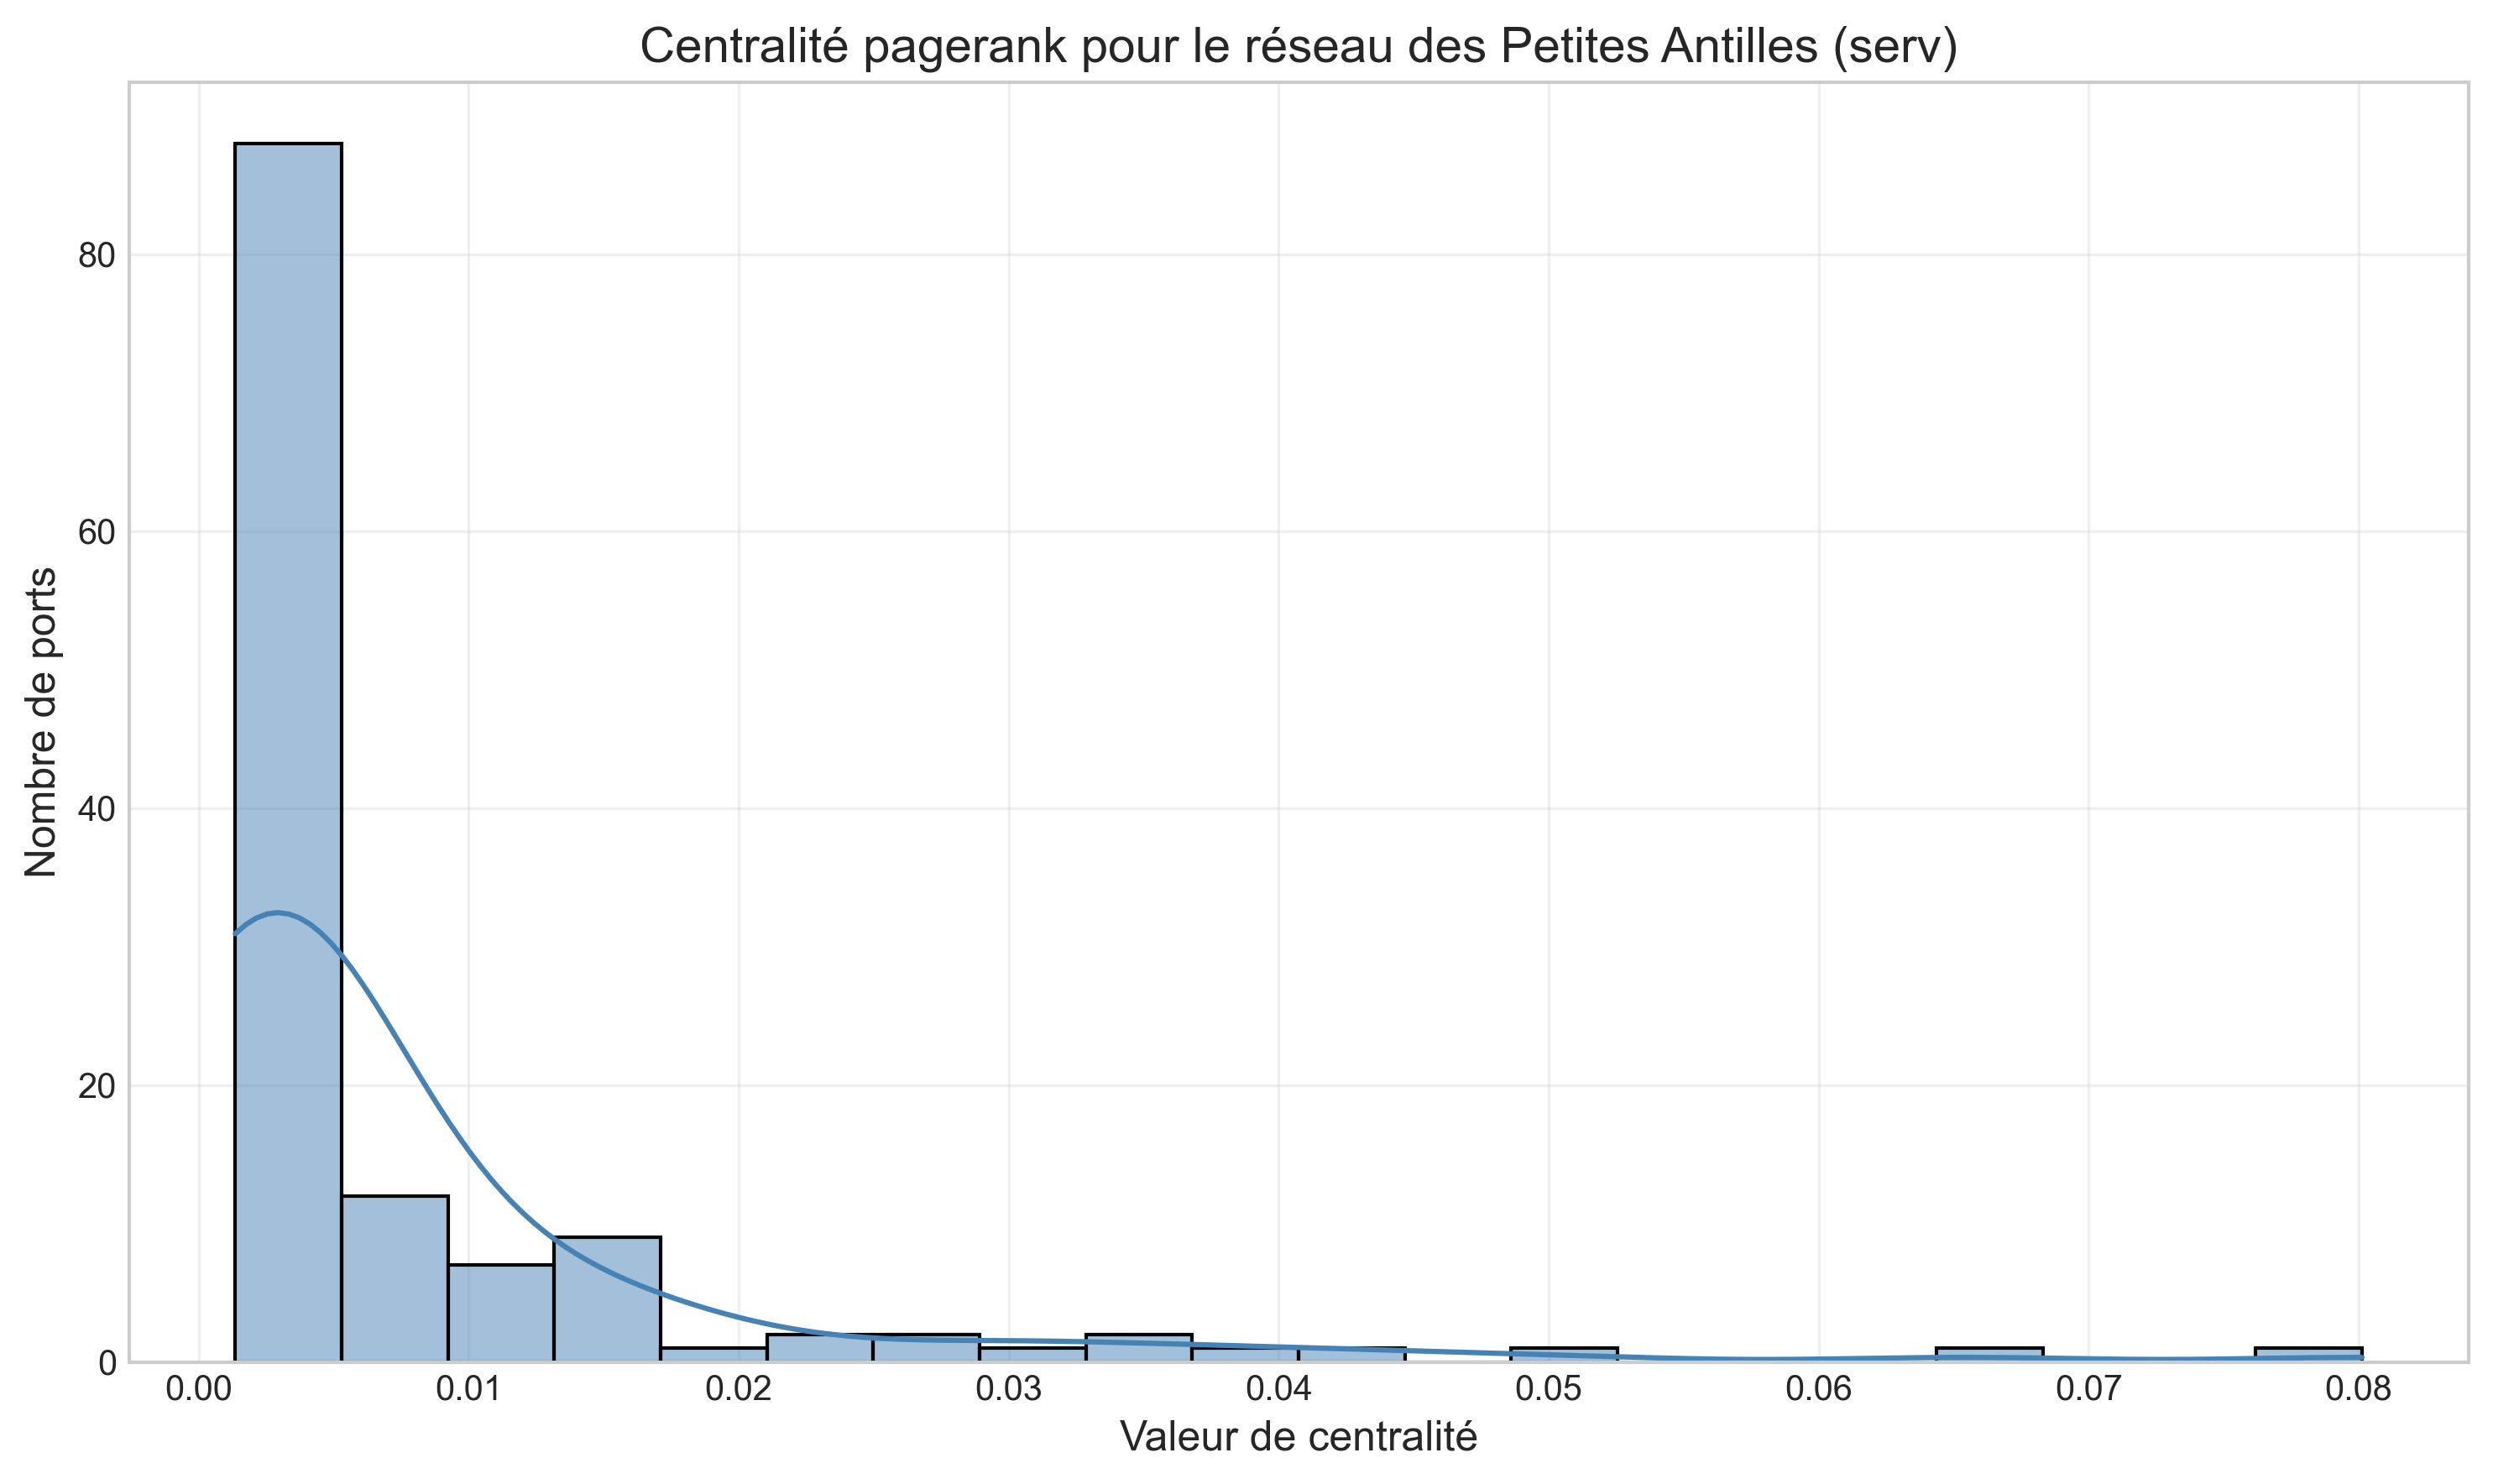 Centralité pagerank pour le réseau des Petites Antilles (serv)
Nombre de ports
80
60
40
20
0
0.00 0.01 0.02 0.03 0.04 0.05 0.06 0.07 0.08
Valeur de centralité